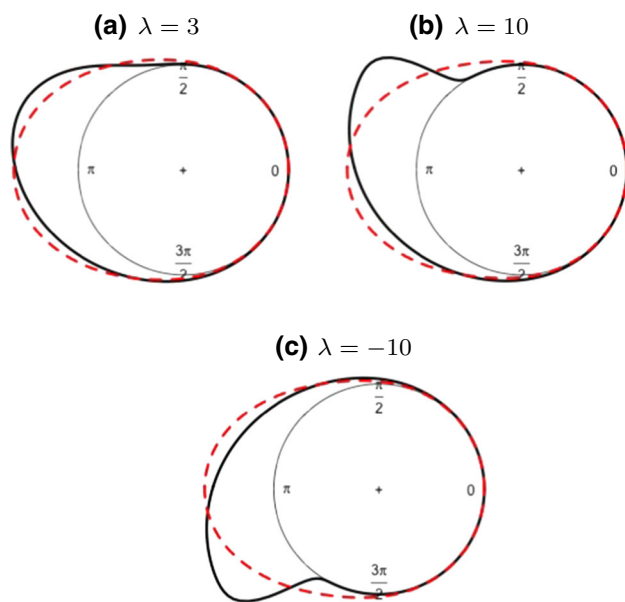 (a) λ = 3
(b) λ = 10
π/2
π/2
π + 0
π + 0
3π/2
3π/2
(c) λ = −10
π/2
π + 0
3π/2